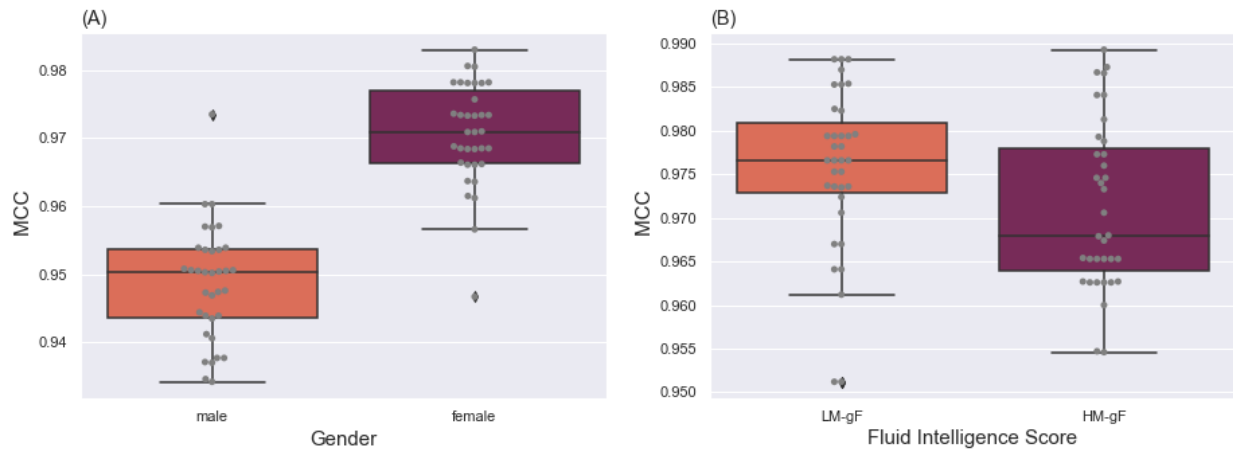 (A)
MCC
0.98
0.97
0.96
0.95
0.94
male
female
Gender
(B)
MCC
0.990
0.985
0.980
0.975
0.970
0.965
0.960
0.955
0.950
LM-gF
HM-gF
Fluid Intelligence Score